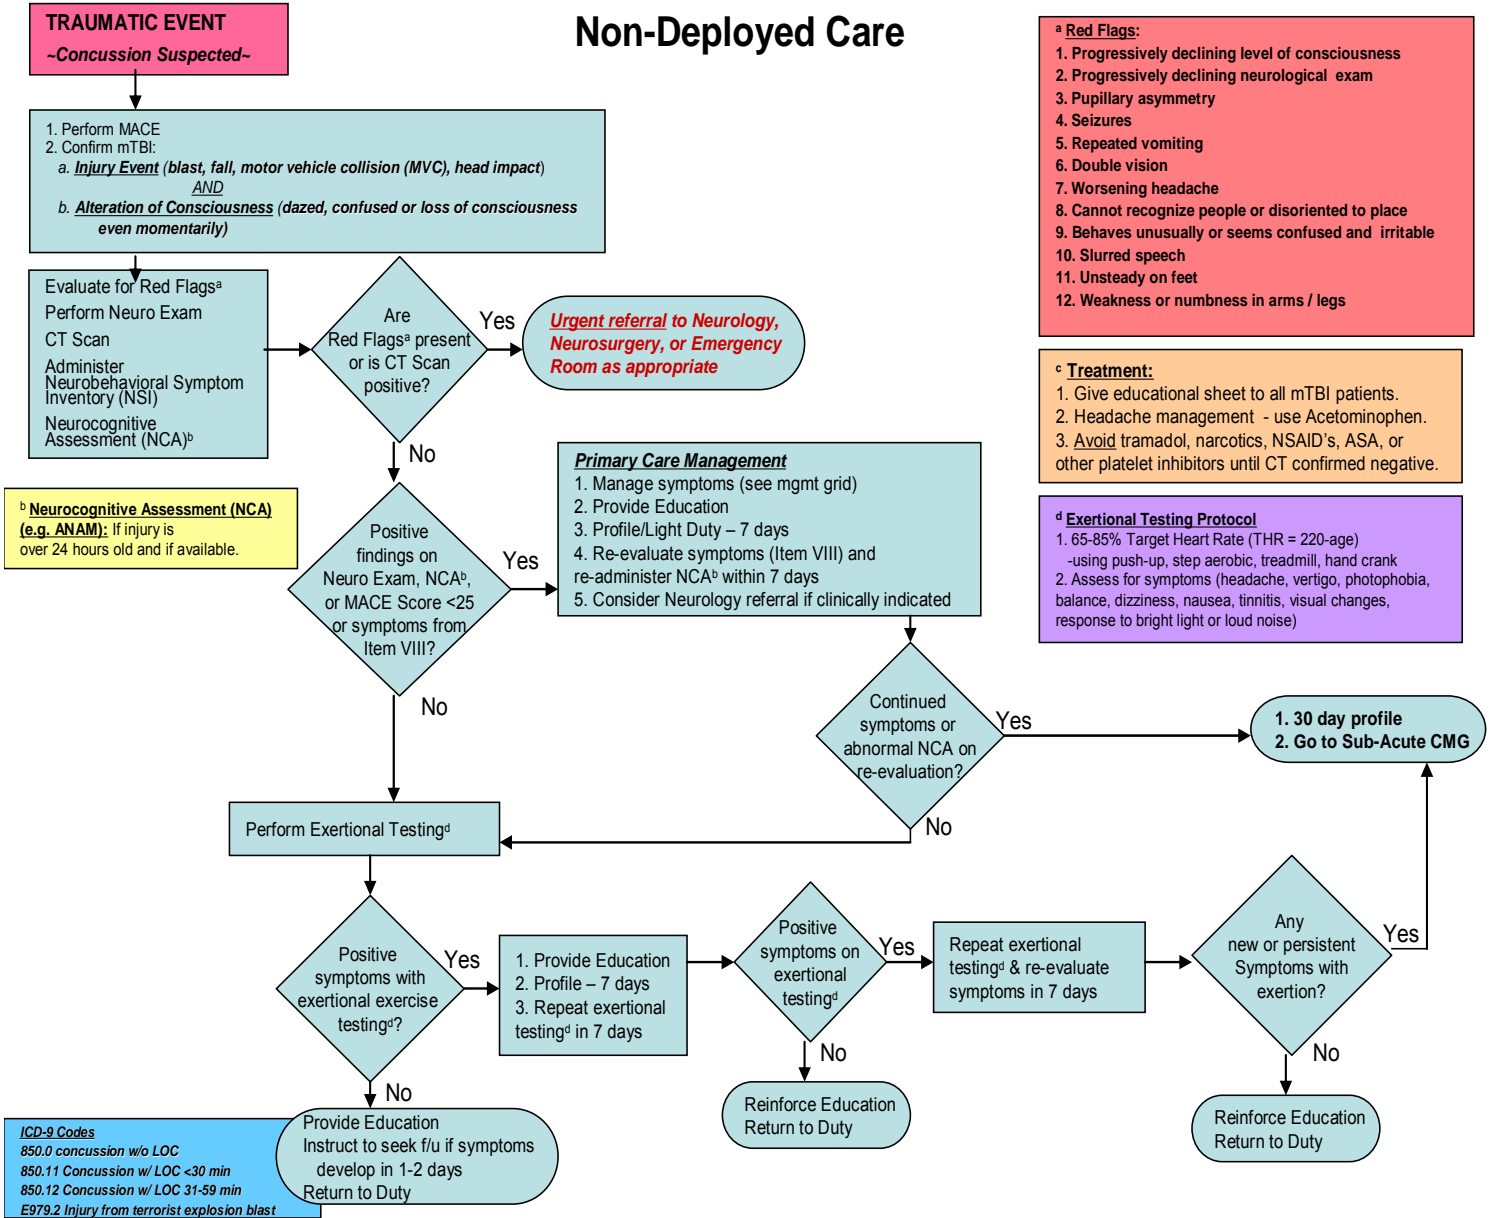 Non-Deployed Care
TRAUMATIC EVENT
~Concussion Suspected~
1. Perform MACE
2. Confirm mTBI:
a. Injury Event (blast, fall, motor vehicle collision (MVC), head impact)
AND
b. Alteration of Consciousness (dazed, confused or loss of consciousness
even momentarily)
Evaluate for Red Flagsᵃ
Perform Neuro Exam
CT Scan
Administer
Neurobehavioral Symptom
Inventory (NSI)
Neurocognitive
Assessment (NCA)ᵇ
Are
Red Flagsᵃ present
or is CT Scan
positive?
Yes
Urgent referral to Neurology,
Neurosurgery, or Emergency
Room as appropriate
No
ᵃ Red Flags:
1. Progressively declining level of consciousness
2. Progressively declining neurological exam
3. Pupillary asymmetry
4. Seizures
5. Repeated vomiting
6. Double vision
7. Worsening headache
8. Cannot recognize people or disoriented to place
9. Behaves unusually or seems confused and irritable
10. Slurred speech
11. Unsteady on feet
12. Weakness or numbness in arms / legs
ᶜ Treatment:
1. Give educational sheet to all mTBI patients.
2. Headache management - use Acetominophen.
3. Avoid tramadol, narcotics, NSAID's, ASA, or
other platelet inhibitors until CT confirmed negative.
ᵇ Neurocognitive Assessment (NCA)
(e.g. ANAM): If injury is
over 24 hours old and if available.
Positive
findings on
Neuro Exam, NCAᵇ,
or MACE Score <25
or symptoms from
Item VIII?
Yes
Primary Care Management
1. Manage symptoms (see mgmt grid)
2. Provide Education
3. Profile/Light Duty – 7 days
4. Re-evaluate symptoms (Item VIII) and
re-administer NCAᵇ within 7 days
5. Consider Neurology referral if clinically indicated
ᵈ Exertional Testing Protocol
1. 65-85% Target Heart Rate (THR = 220-age)
-using push-up, step aerobic, treadmill, hand crank
2. Assess for symptoms (headache, vertigo, photophobia,
balance, dizziness, nausea, tinnitis, visual changes,
response to bright light or loud noise)
No
Continued
symptoms or
abnormal NCA on
re-evaluation?
Yes
1. 30 day profile
2. Go to Sub-Acute CMG
No
Perform Exertional Testingᵈ
Positive
symptoms with
exertional exercise
testingᵈ?
Yes
1. Provide Education
2. Profile – 7 days
3. Repeat exertional
testingᵈ in 7 days
Positive
symptoms on
exertional
testingᵈ
Yes
Repeat exertional
testingᵈ & re-evaluate
symptoms in 7 days
Any
new or persistent
Symptoms with
exertion?
Yes
No
Provide Education
Instruct to seek f/u if symptoms
develop in 1-2 days
Return to Duty
No
Reinforce Education
Return to Duty
No
Reinforce Education
Return to Duty
ICD-9 Codes
850.0 concussion w/o LOC
850.11 Concussion w/ LOC <30 min
850.12 Concussion w/ LOC 31-59 min
E979.2 Injury from terrorist explosion blast